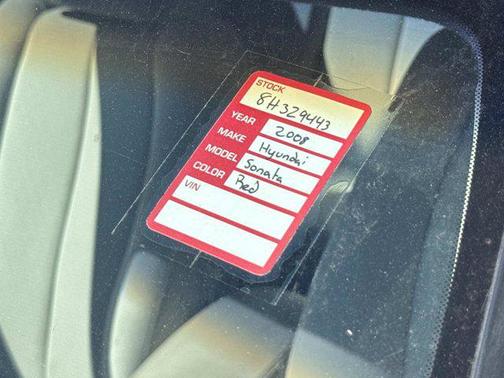 STOCK
8H329443
YEAR 2008
MAKE Hyundai
MODEL Sonata
COLOR Red
VIN